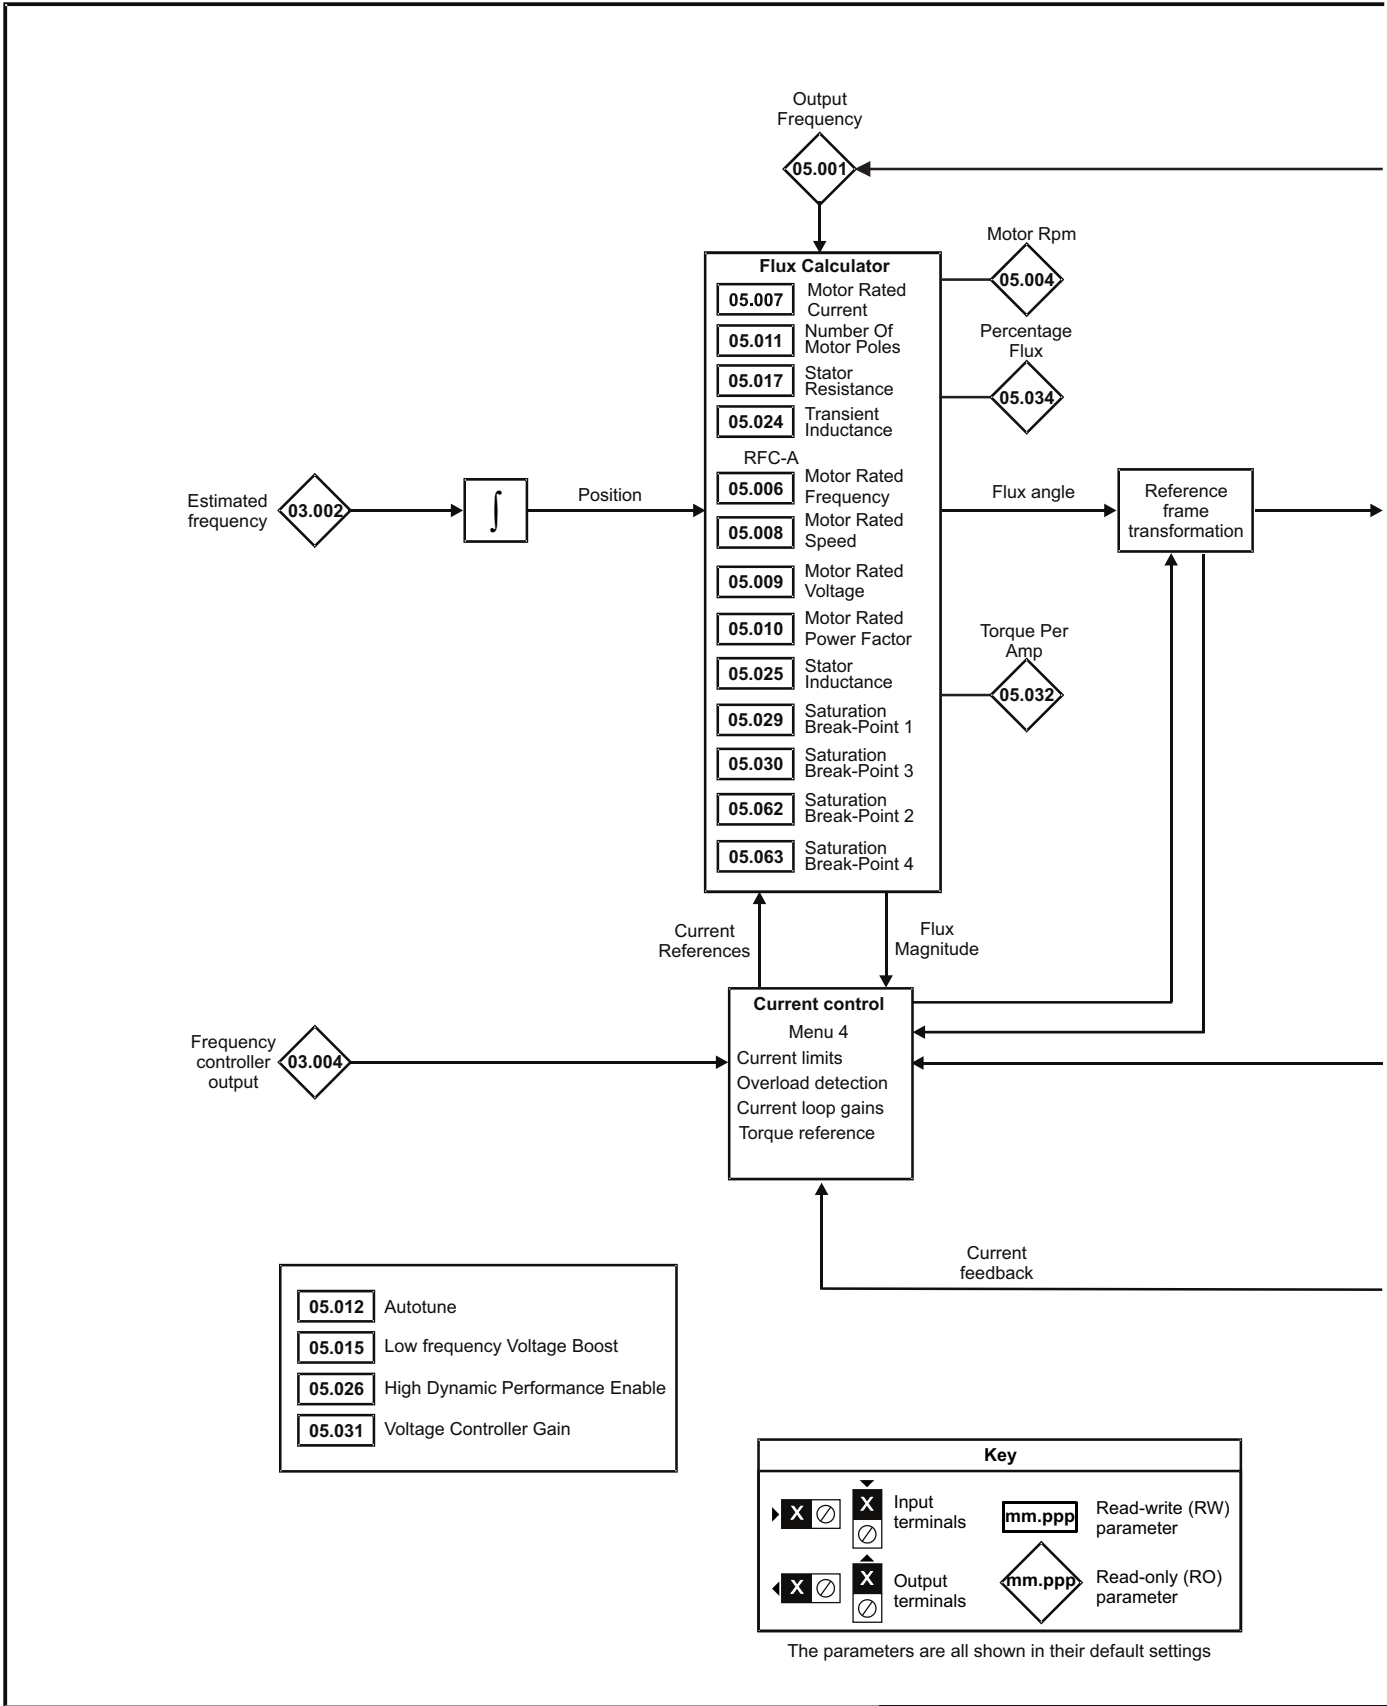 Output
Frequency
05.001
Motor Rpm
05.004
Percentage
Flux
05.034
Flux Calculator
05.007 Motor Rated
Current
05.011 Number Of
Motor Poles
05.017 Stator
Resistance
05.024 Transient
Inductance
RFC-A
05.006 Motor Rated
Frequency
05.008 Motor Rated
Speed
05.009 Motor Rated
Voltage
05.010 Motor Rated
Power Factor
05.025 Stator
Inductance
05.029 Saturation
Break-Point 1
05.030 Saturation
Break-Point 3
05.062 Saturation
Break-Point 2
05.063 Saturation
Break-Point 4
Estimated
frequency
03.002
∫
Position
Flux angle
Reference
frame
transformation
Torque Per
Amp
05.032
Current
References
Flux
Magnitude
Frequency
controller
output
03.004
Current control
Menu 4
Current limits
Overload detection
Current loop gains
Torque reference
Current
feedback
05.012 Autotune
05.015 Low frequency Voltage Boost
05.026 High Dynamic Performance Enable
05.031 Voltage Controller Gain
Key
X X Input
terminals
mm.ppp Read-write (RW)
parameter
X X Output
terminals
mm.ppp Read-only (RO)
parameter
The parameters are all shown in their default settings